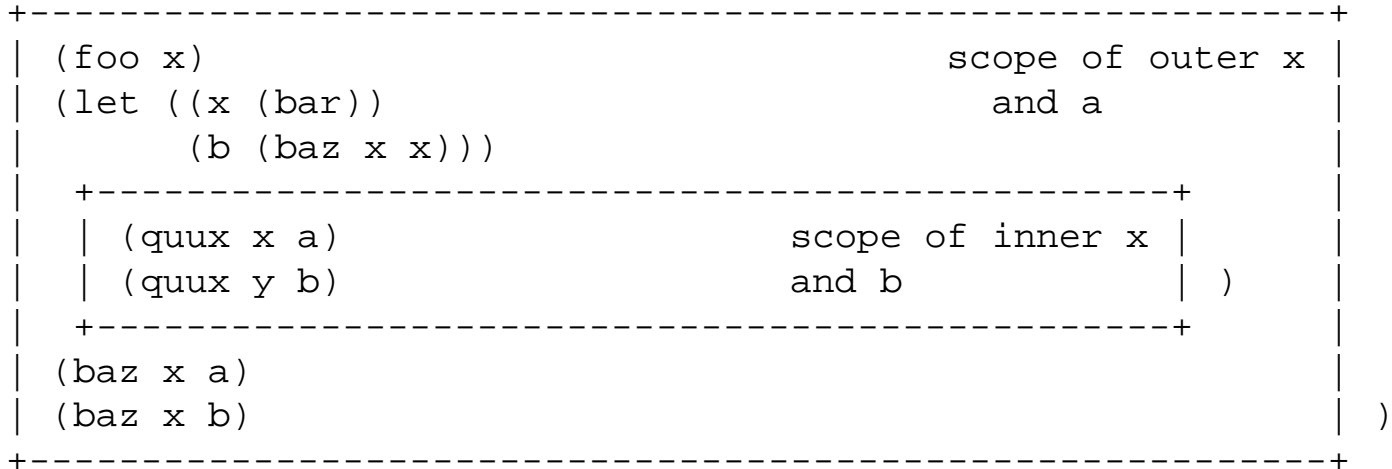 +----------------------------------------------------------+
| (foo x)                                 scope of outer x |
| (let ((x (bar))                           and a          |
|       (b (baz x x)))                                     |
|  +------------------------------------------------+      |
|  | (quux x a)                    scope of inner x |      |
|  | (quux y b)                    and b            | )    |
|  +------------------------------------------------+      |
| (baz x a)                                                |
| (baz x b)                                                | )
+----------------------------------------------------------+